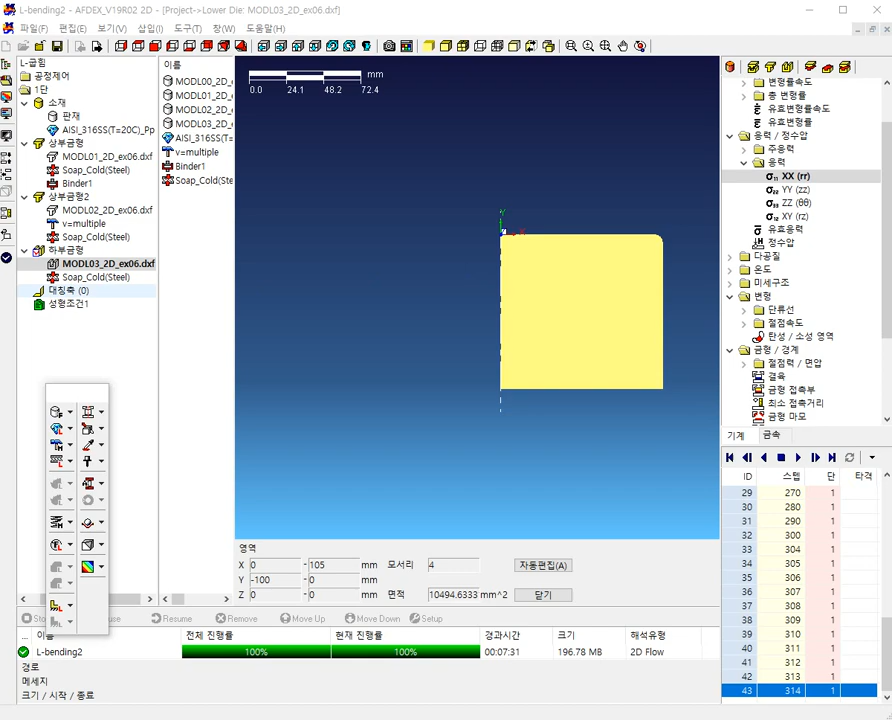 L-bending2 - AFDEX_V19R02 2D - [Project->Lower Die: MODL03_2D_ex06.dxf]
파일(F) 편집(E) 보기(V) 삽입(I) 도구(T) 창(W) 도움말(H)
L-굽힘
공정제어
1단
소재
판재
AISI_316SS(T=20C)_Pp
상부금형
MODL01_2D_ex06.dxf
Soap_Cold(Steel)
Binder1
상부금형2
MODL02_2D_ex06.dxf
v=multiple
Soap_Cold(Steel)
하부금형
MODL03_2D_ex06.dxf
Soap_Cold(Steel)
대칭축 (0)
성형조건1
이름
MODL00_2D_
MODL01_2D_
MODL02_2D_
MODL03_2D_
AISI_316SS(T=
v=multiple
Binder1
Soap_Cold(Ste
mm
0.0 24.1 48.2 72.4
Y
X
변형률속도
총 변형률
유효변형률속도
유효변형률
응력 / 정수압
주응력
응력
σ11 XX (rr)
σ22 YY (zz)
σ33 ZZ (θθ)
σ12 XY (rz)
유효응력
정수압
다공질
온도
미세구조
변형
단류선
절점속도
탄성 / 소성 영역
금형 / 경계
절점력 / 면압
결육
금형 접촉부
최소 접촉거리
금형 마모
기계 금속
ID 스텝 단 타격
29 270 1
30 280 1
31 290 1
32 300 1
33 304 1
34 305 1
35 306 1
36 307 1
37 308 1
38 309 1
39 310 1
40 311 1
41 312 1
42 313 1
43 314 1
영역
X 0 - 105 mm 모서리 4 자동편집(A)
Y -100 - 0 mm
Z 0 - 0 mm 면적 10494.6333 mm^2 닫기
Resume Remove Move Up Move Down Setup
... 이름 전체 진행률 현재 진행률 경과시간 크기 해석유형
L-bending2 100% 100% 00:07:31 196.78 MB 2D Flow
경로
메세지
크기 / 시작 / 종료